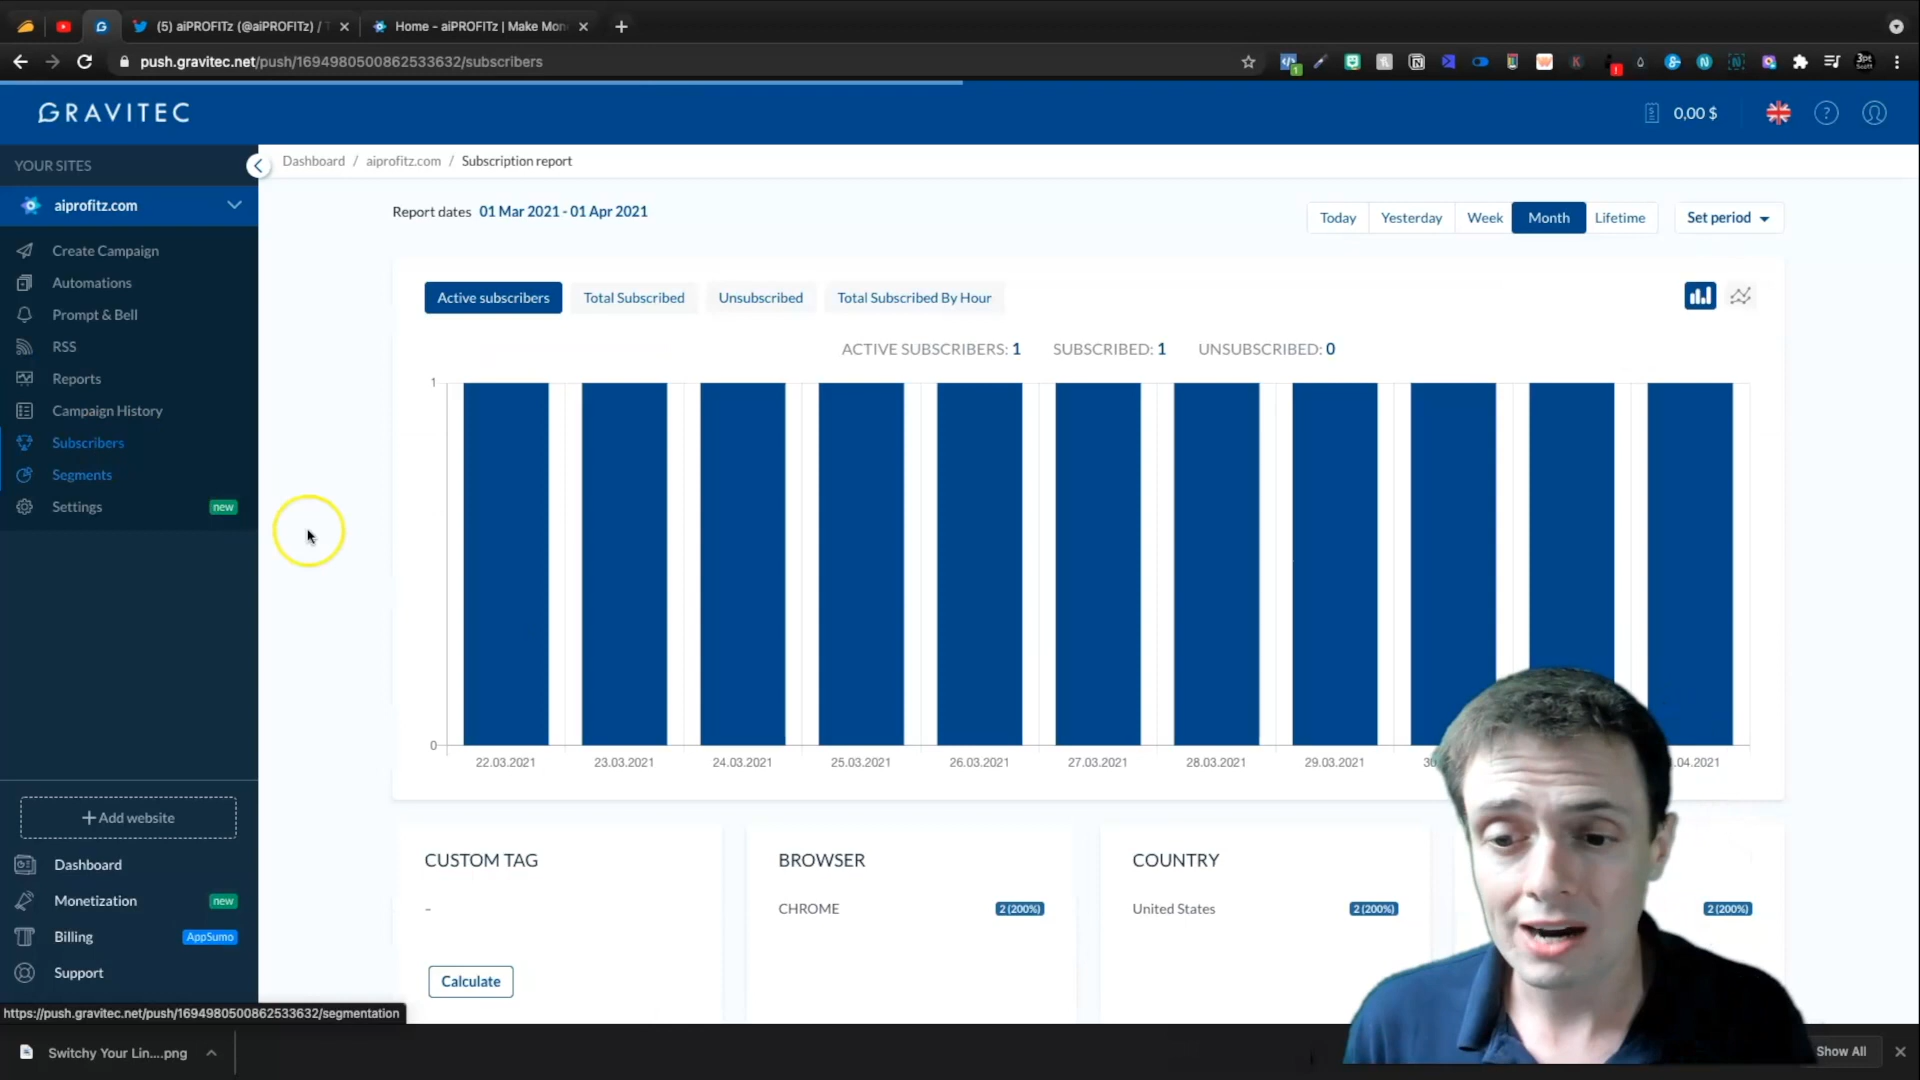 (5) aiPROFITz (@aiPROFITz) / T
Home - aiPROFITz | Make Mon
push.gravitec.net/push/1694980500862533632/subscribers
GRAVITEC
0,00 $
YOUR SITES
Dashboard / aiprofitz.com / Subscription report
aiprofitz.com
Report dates 01 Mar 2021 - 01 Apr 2021
Today
Yesterday
Week
Month
Lifetime
Set period
Create Campaign
Automations
Prompt & Bell
RSS
Reports
Campaign History
Subscribers
Segments
Settings
new
Active subscribers
Total Subscribed
Unsubscribed
Total Subscribed By Hour
ACTIVE SUBSCRIBERS: 1
SUBSCRIBED: 1
UNSUBSCRIBED: 0
1
0
22.03.2021
23.03.2021
24.03.2021
25.03.2021
26.03.2021
27.03.2021
28.03.2021
29.03.2021
30
.04.2021
+ Add website
Dashboard
Monetization
new
Billing
AppSumo
Support
CUSTOM TAG
-
Calculate
BROWSER
CHROME
2 (200%)
COUNTRY
United States
2 (200%)
2 (200%)
https://push.gravitec.net/push/1694980500862533632/segmentation
Switchy Your Lin....png
Show All